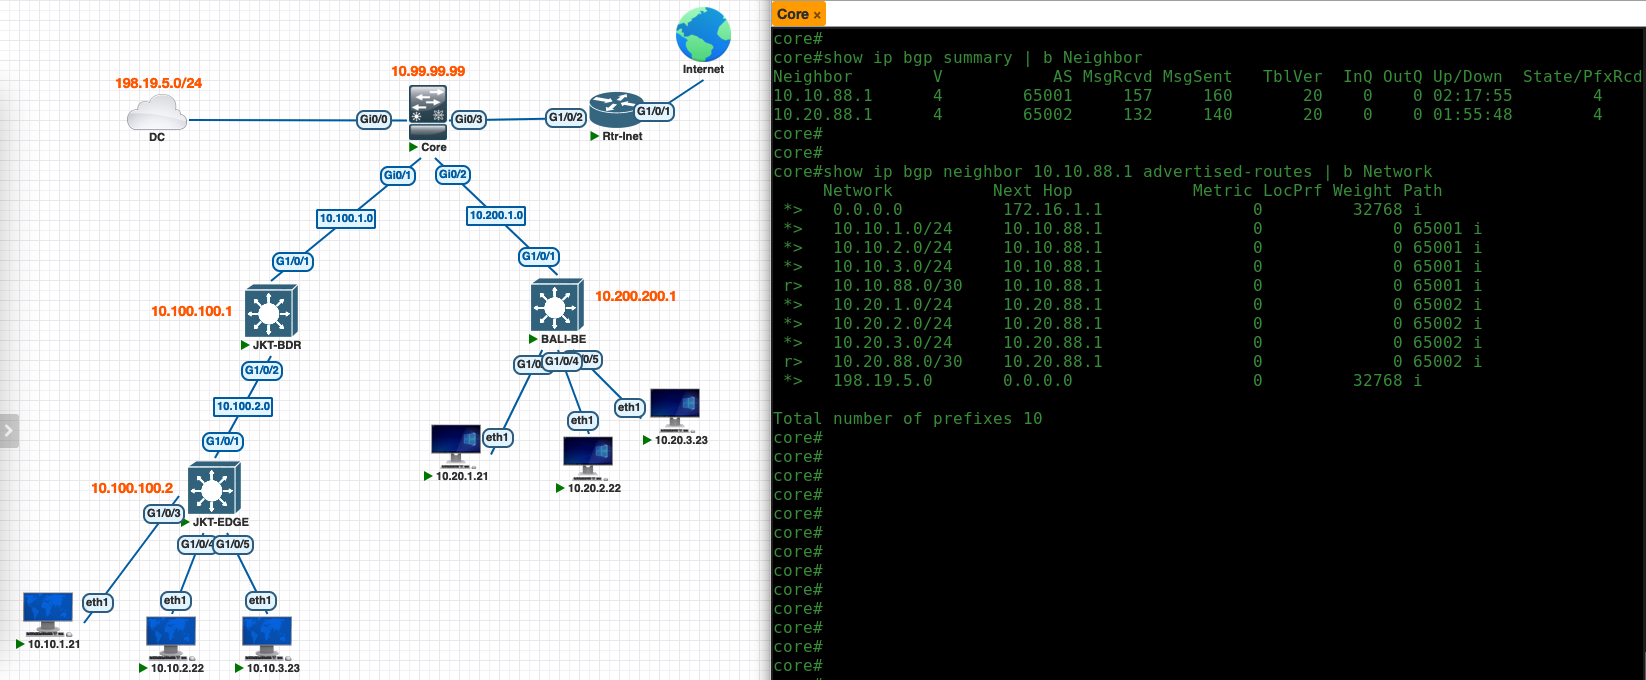 Internet
10.99.99.99
198.19.5.0/24
DC
Gi0/0
Gi0/3
G1/0/2
G1/0/1
Rtr-Inet
Core
Gi0/1
Gi0/2
10.100.1.0
10.200.1.0
G1/0/1
G1/0/1
10.100.100.1
10.200.200.1
JKT-BDR
BALI-BE
G1/0/4
G1/0/2
10.100.2.0
eth1
eth1
eth1
10.20.3.23
10.20.1.21
10.20.2.22
G1/0/1
10.100.100.2
G1/0/3
JKT-EDGE
G1/0/4
G1/0/5
eth1
eth1
eth1
10.10.1.21
10.10.2.22
10.10.3.23
Core ×
core#
core#show ip bgp summary | b Neighbor
Neighbor V AS MsgRcvd MsgSent TblVer InQ OutQ Up/Down State/PfxRcd
10.10.88.1 4 65001 157 160 20 0 0 02:17:55 4
10.20.88.1 4 65002 132 140 20 0 0 01:55:48 4
core#
core#
core#show ip bgp neighbor 10.10.88.1 advertised-routes | b Network
Network Next Hop Metric LocPrf Weight Path
*> 0.0.0.0 172.16.1.1 0 32768 i
*> 10.10.1.0/24 10.10.88.1 0 0 65001 i
*> 10.10.2.0/24 10.10.88.1 0 0 65001 i
*> 10.10.3.0/24 10.10.88.1 0 0 65001 i
r> 10.10.88.0/30 10.10.88.1 0 0 65001 i
*> 10.20.1.0/24 10.20.88.1 0 0 65002 i
*> 10.20.2.0/24 10.20.88.1 0 0 65002 i
*> 10.20.3.0/24 10.20.88.1 0 0 65002 i
r> 10.20.88.0/30 10.20.88.1 0 0 65002 i
*> 198.19.5.0 0.0.0.0 0 32768 i
Total number of prefixes 10
core#
core#
core#
core#
core#
core#
core#
core#
core#
core#
core#
core#
core#